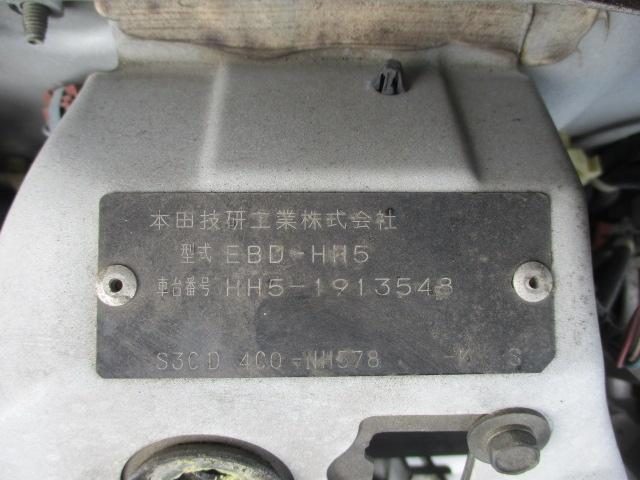 本田技研工業株式会社
型式 EBD-HH5
車台番号 HH5-1913548
S3CD 4C0-NH578 S